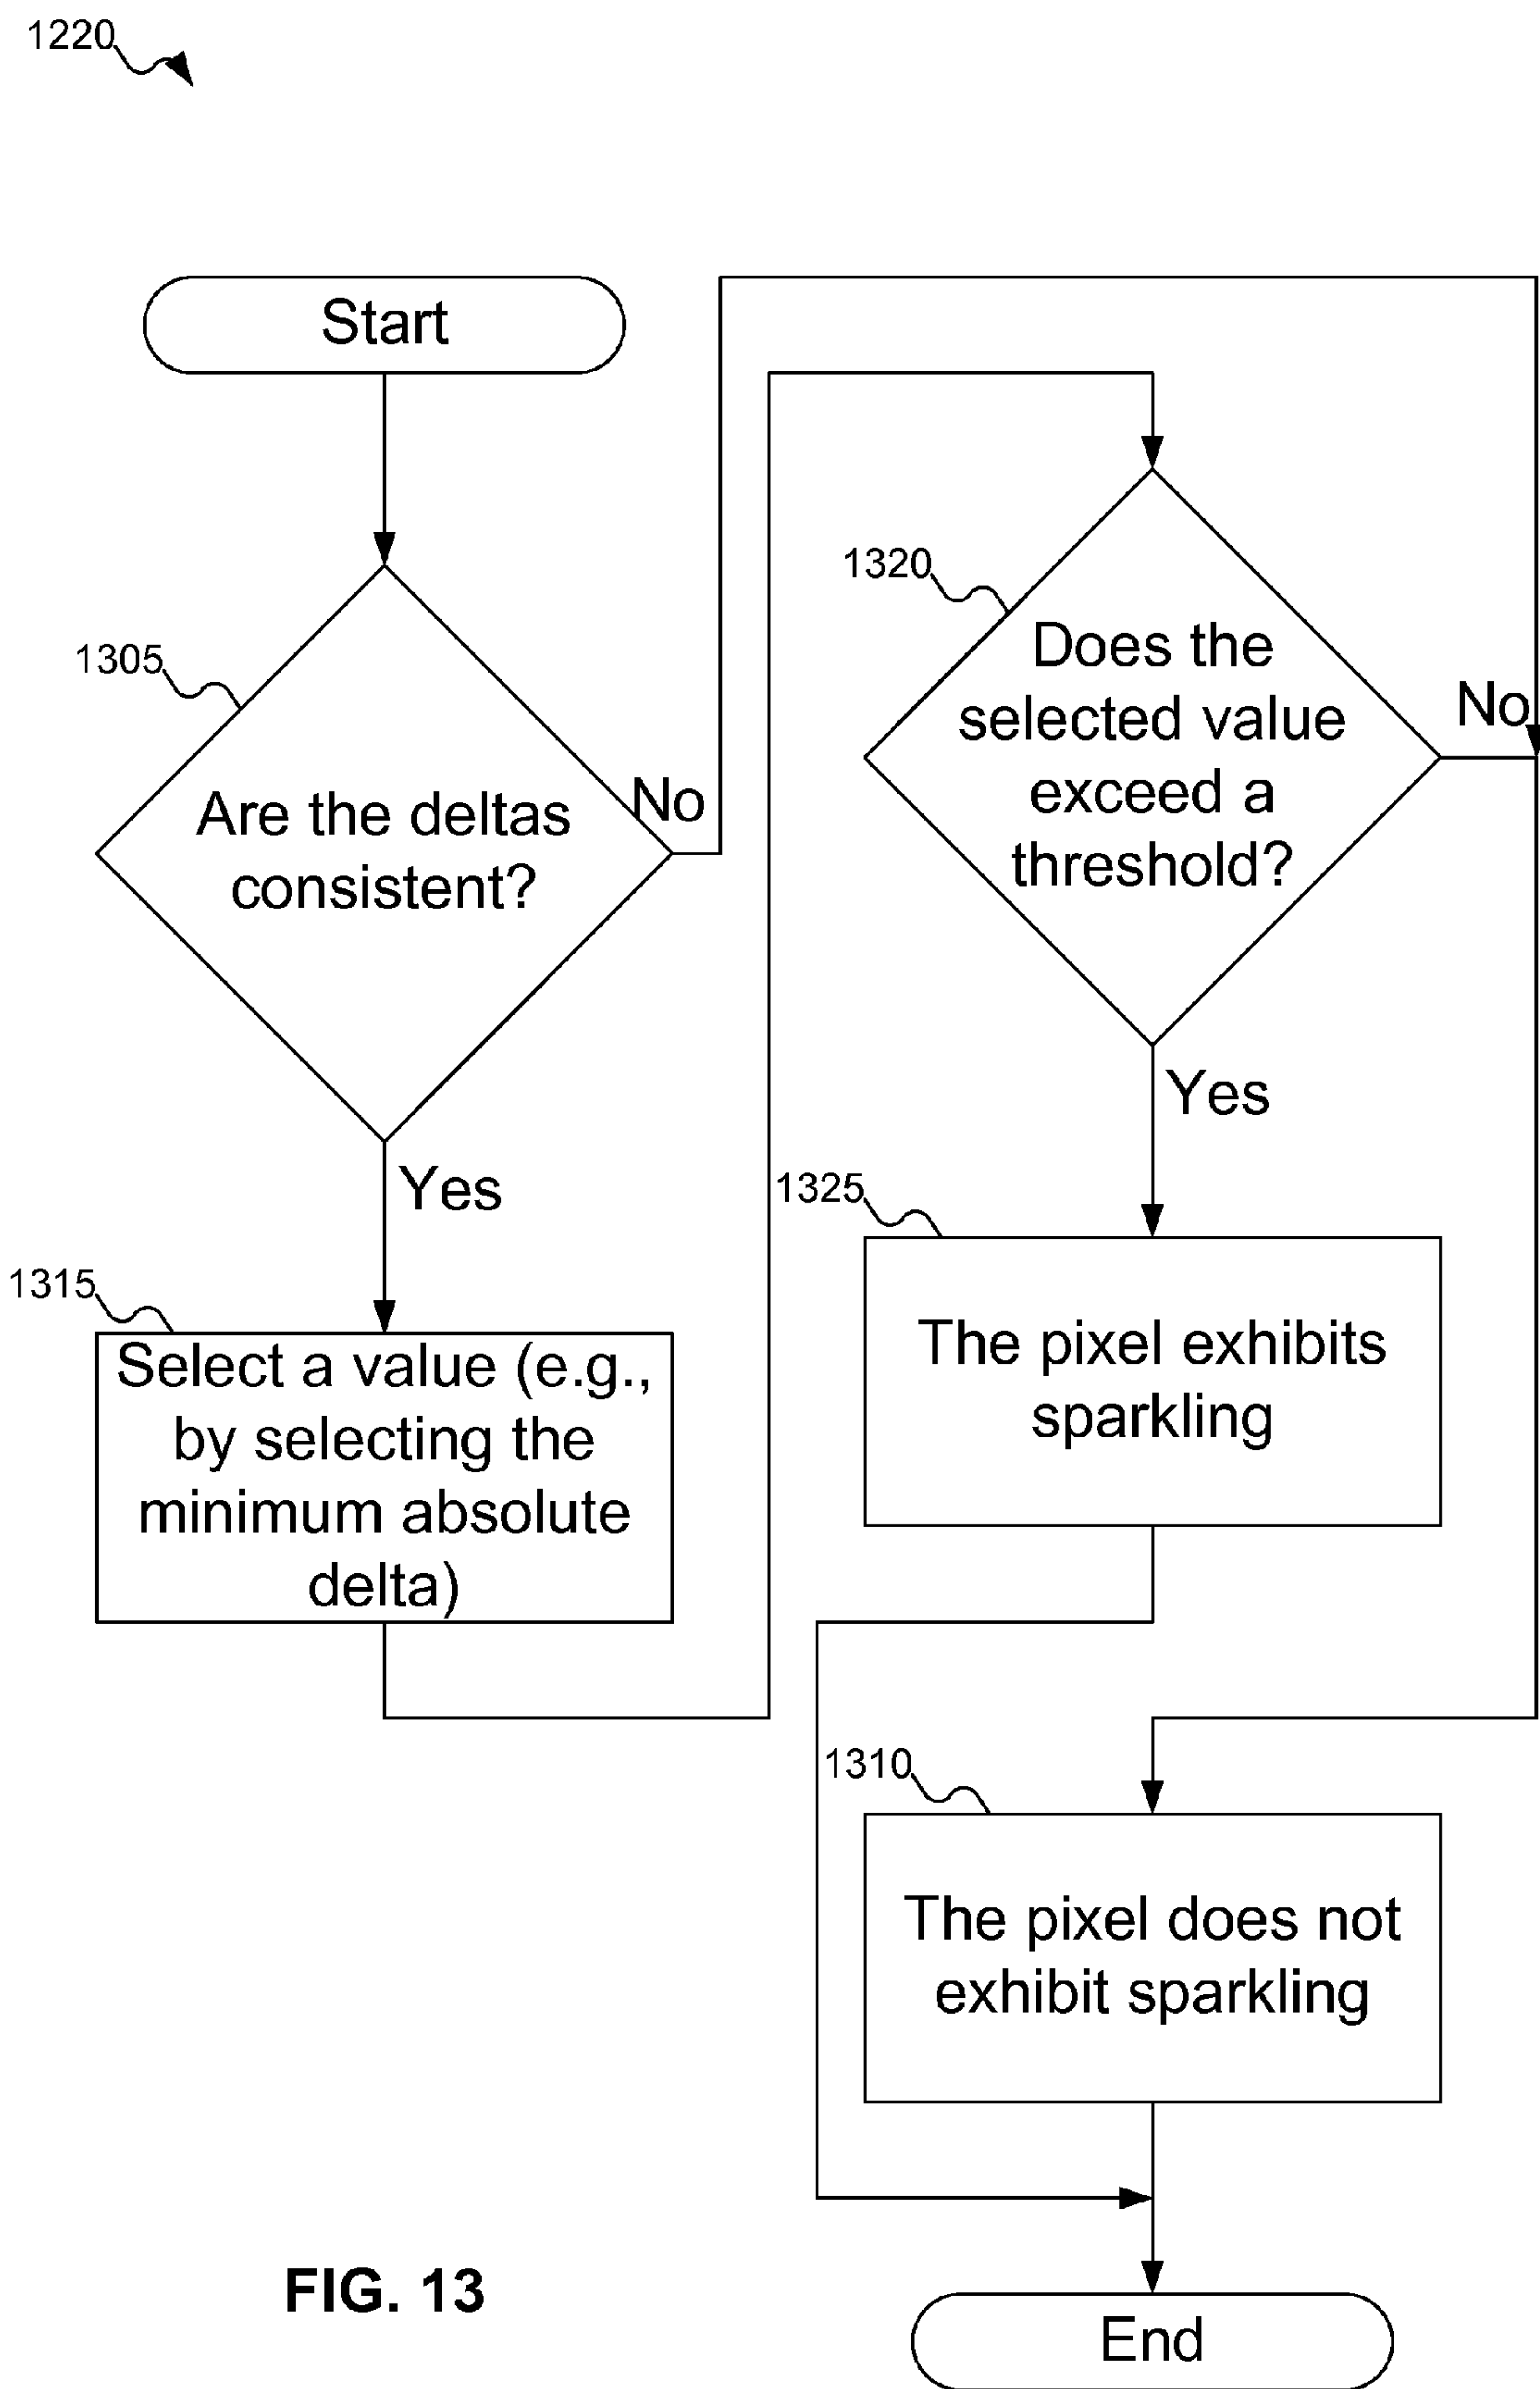 1220
Start
1305
Are the deltas
consistent?
No
Yes
1315
Select a value (e.g.,
by selecting the
minimum absolute
delta)
1320
Does the
selected value
exceed a
threshold?
No
Yes
1325
The pixel exhibits
sparkling
1310
The pixel does not
exhibit sparkling
End
FIG. 13